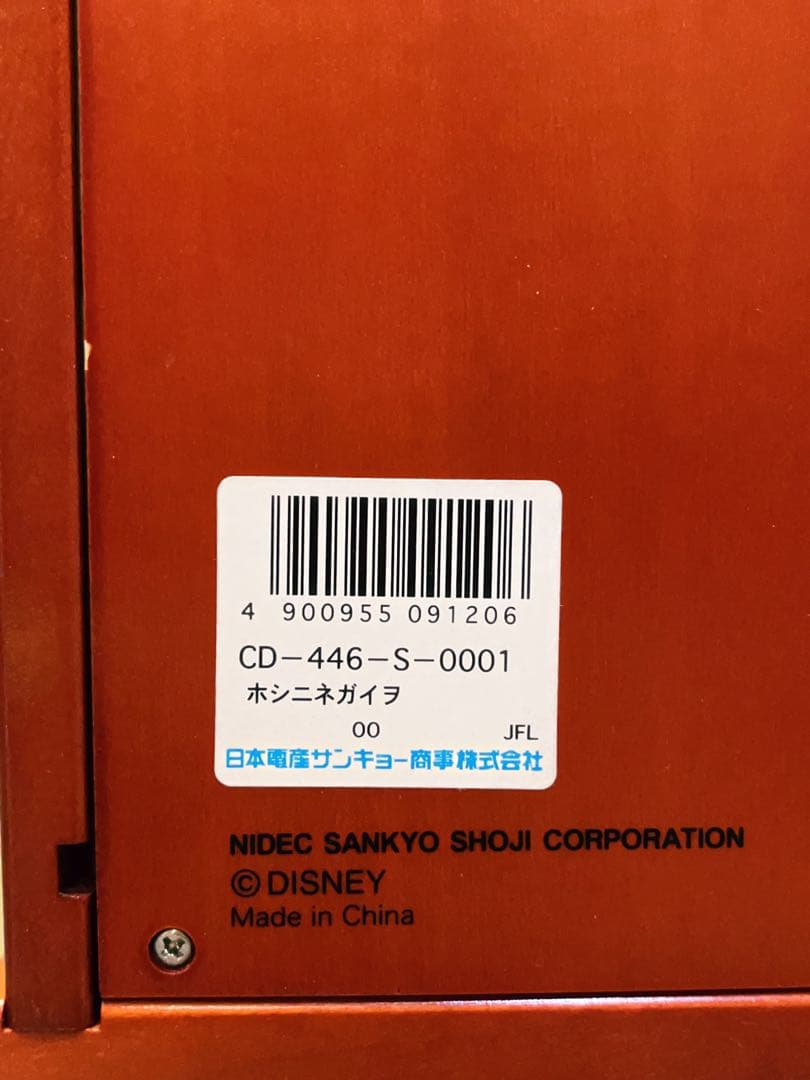 4 900955 091206
CD-446-S-0001
ホシニネガイヲ
00 JFL
日本電産サンキョー商事株式会社
NIDEC SANKYO SHOJI CORPORATION
©DISNEY
Made in China